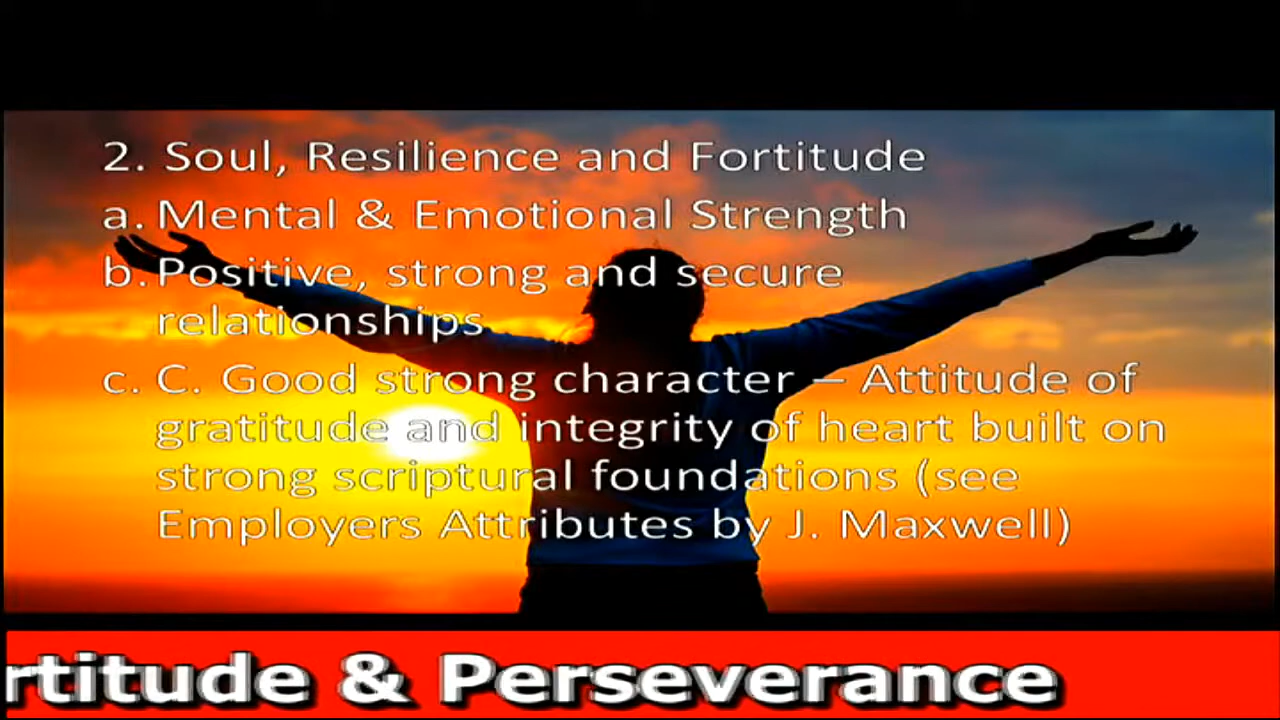 2. Soul, Resilience and Fortitude
a. Mental & Emotional Strength
b. Positive, strong and secure
relationships
c. C. Good strong character – Attitude of
gratitude and integrity of heart built on
strong scriptural foundations (see
Employers Attributes by J. Maxwell)
rtitude & Perseverance